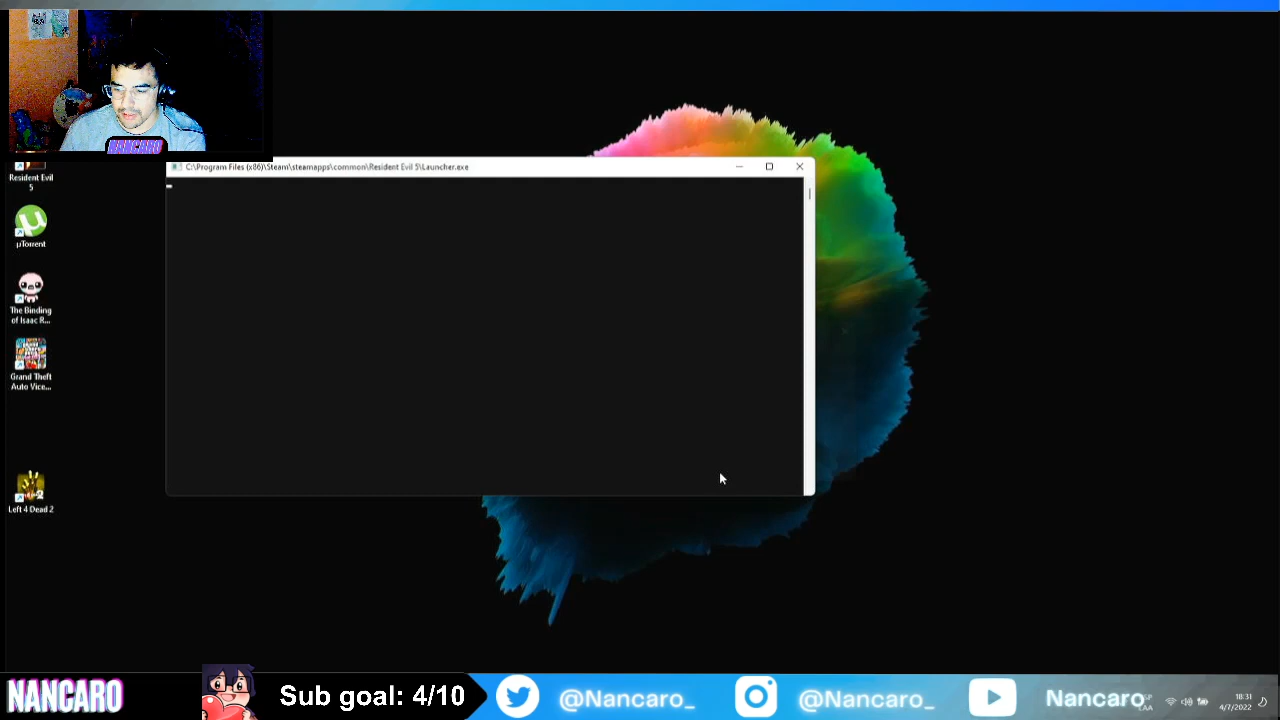 NANCARO
C:\Program Files (x86)\Steam\steamapps\common\Resident Evil 5\Launcher.exe
Resident Evil
5
µTorrent
The Binding
of Isaac R...
Grand Theft
Auto Vice...
Left 4 Dead 2
NANCARO
Sub goal: 4/10
@Nancaro_
@Nancaro_
Nancaro
18:31
4/7/2022